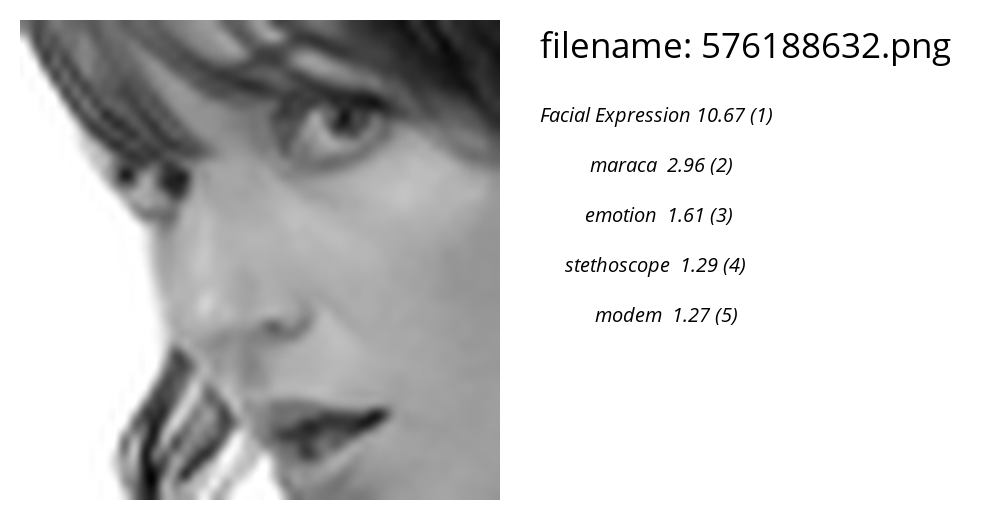 filename: 576188632.png
Facial Expression 10.67 (1)
maraca 2.96 (2)
emotion 1.61 (3)
stethoscope 1.29 (4)
modem 1.27 (5)